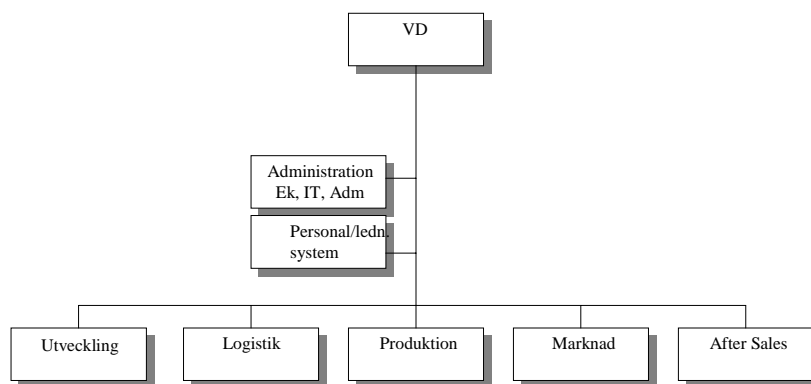 VD
Administration
Ek, IT, Adm
Personal/ledn.
system
Utveckling
Logistik
Produktion
Marknad
After Sales